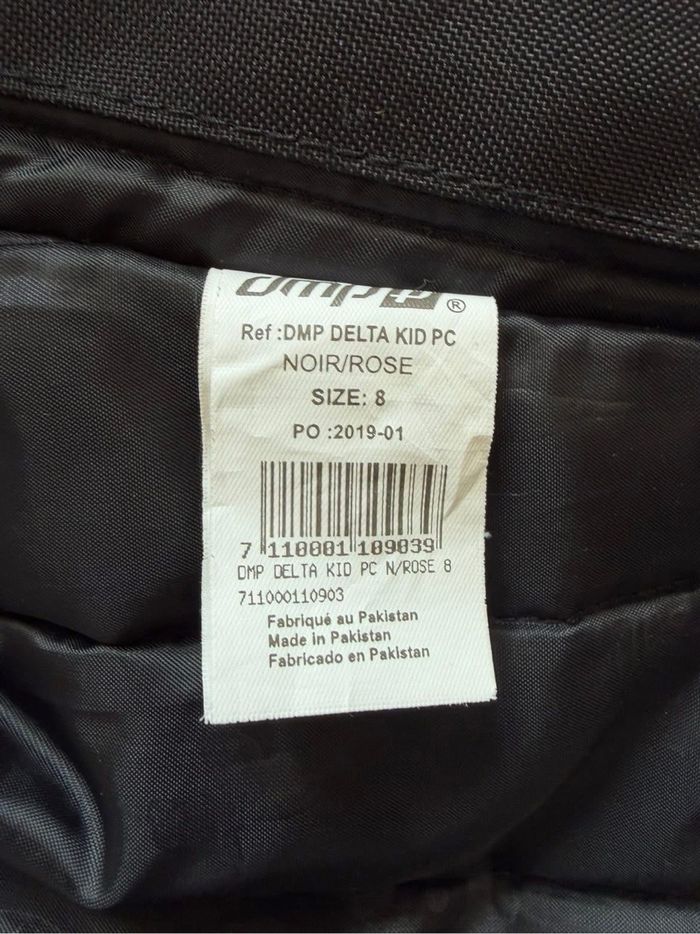 dmp ®
Ref :DMP DELTA KID PC
NOIR/ROSE
SIZE: 8
PO :2019-01
7 110001 109039
DMP DELTA KID PC N/ROSE 8
711000110903
Fabriqué au Pakistan
Made in Pakistan
Fabricado en Pakistan